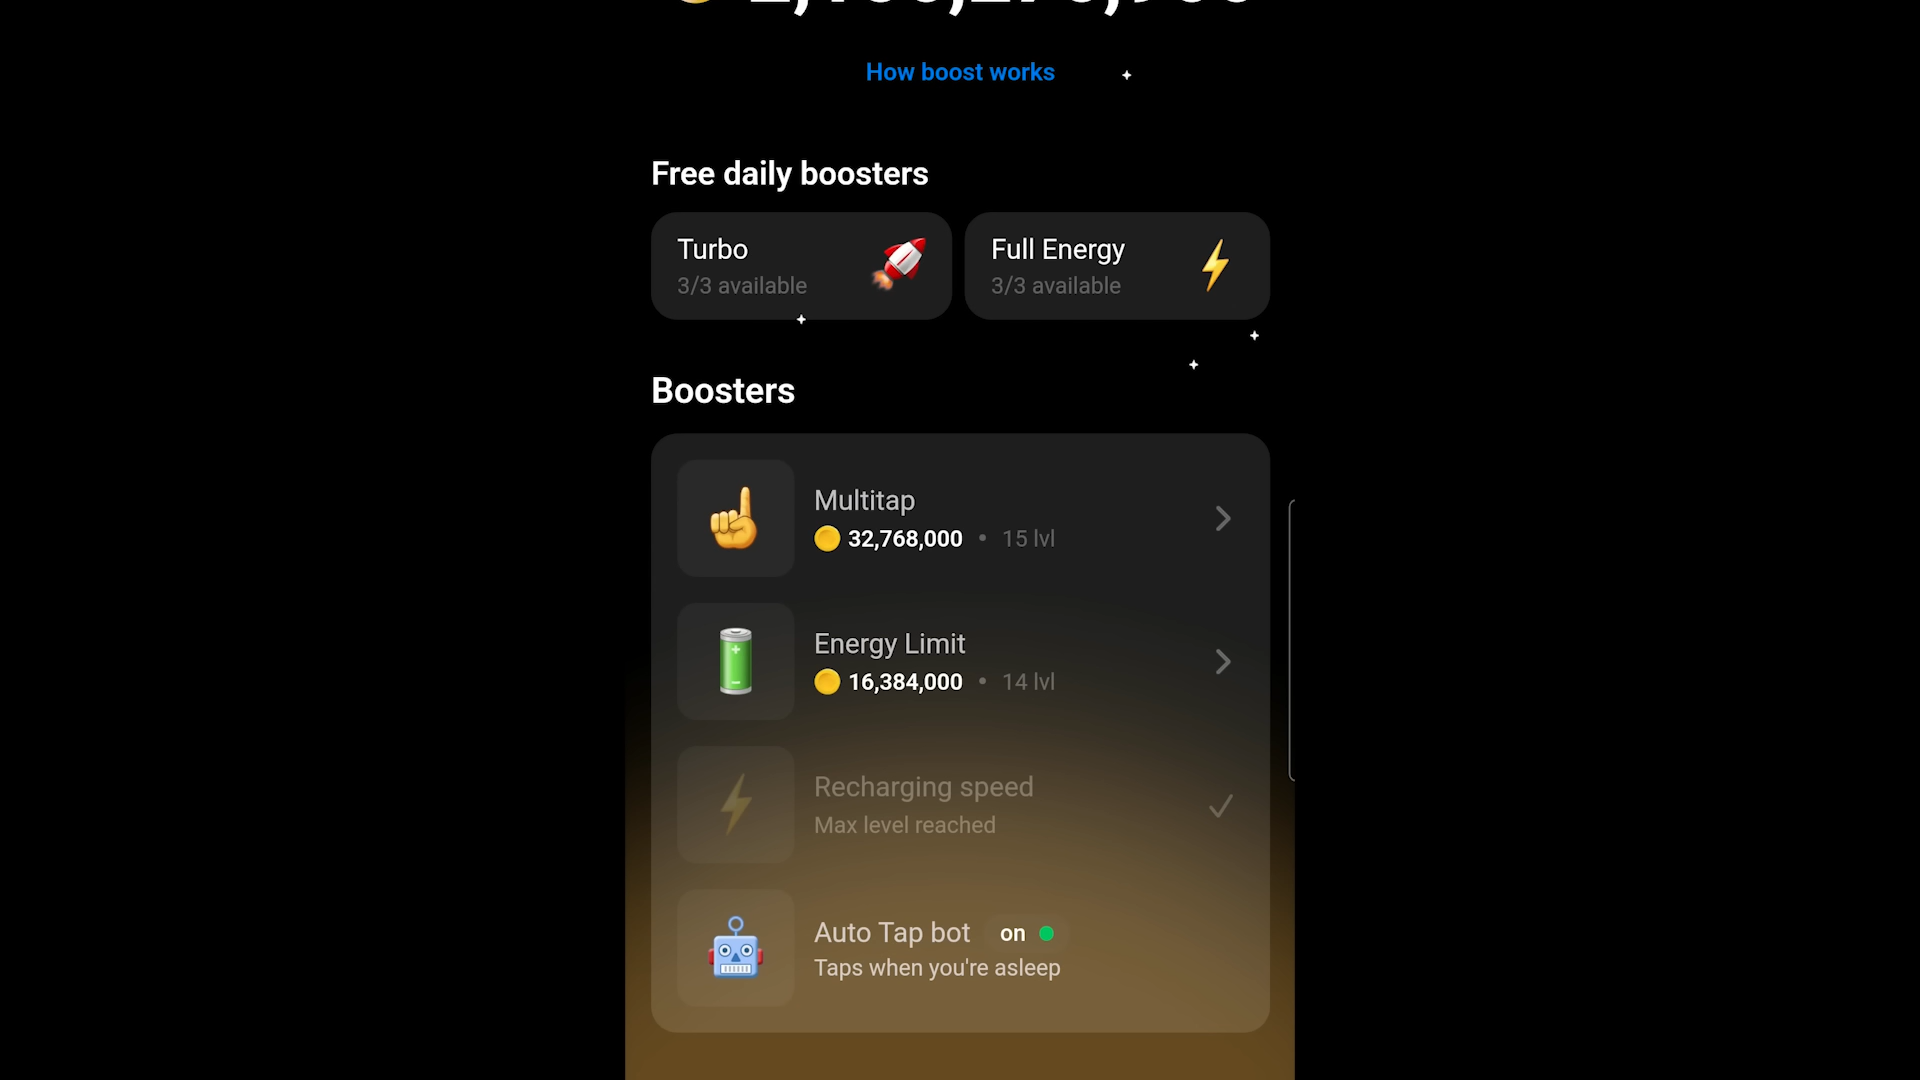 How boost works
Free daily boosters
Turbo
3/3 available
Full Energy
3/3 available
Boosters
Multitap
32,768,000 • 15 lvl
Energy Limit
16,384,000 • 14 lvl
Recharging speed
Max level reached
Auto Tap bot on
Taps when you're asleep